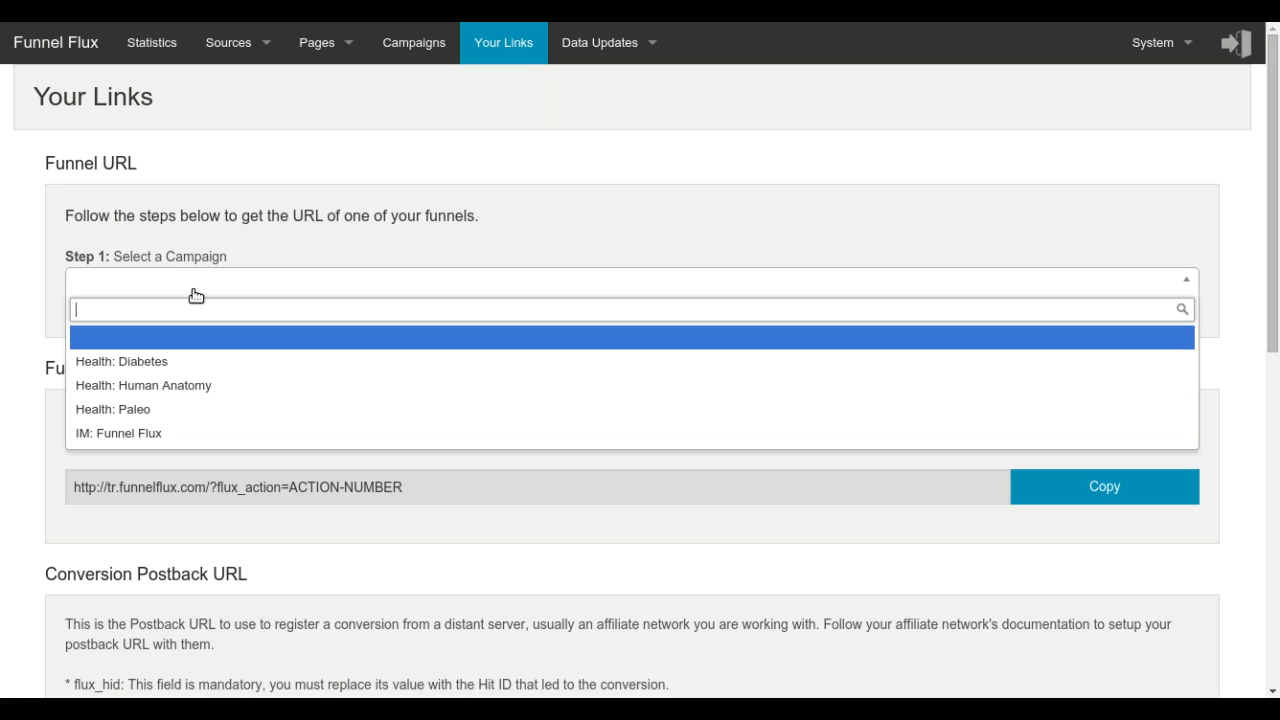 Funnel Flux Statistics Sources Pages Campaigns Your Links Data Updates System
Your Links
Funnel URL
Follow the steps below to get the URL of one of your funnels.
Step 1: Select a Campaign
Health: Diabetes
Fu
Health: Human Anatomy
Health: Paleo
IM: Funnel Flux
http://tr.funnelflux.com/?flux_action=ACTION-NUMBER Copy
Conversion Postback URL
This is the Postback URL to use to register a conversion from a distant server, usually an affiliate network you are working with. Follow your affiliate network's documentation to setup your
postback URL with them.
* flux_hid: This field is mandatory, you must replace its value with the Hit ID that led to the conversion.